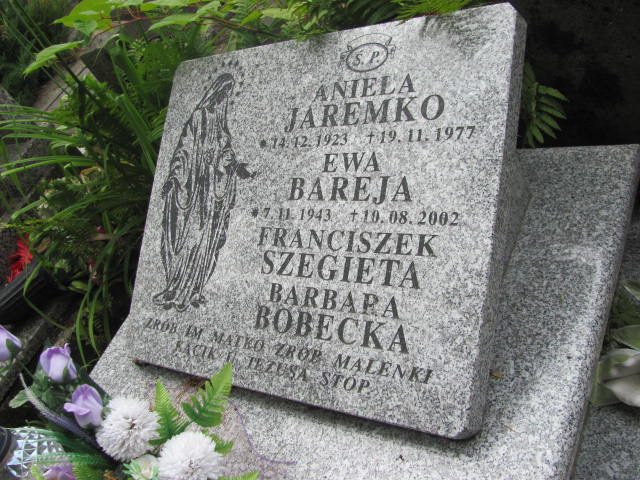 Ś.P.
ANIELA
JAREMKO
*14.12.1923 +19.11.1977
EWA
BAREJA
*7.11.1943 +10.08.2002
FRANCISZEK
SZEGIETA
BARBARA
BOBECKA
ZRÓB IM MATKO ZRÓB MALEŃKI
KĄCIK U JEZUSA STÓP